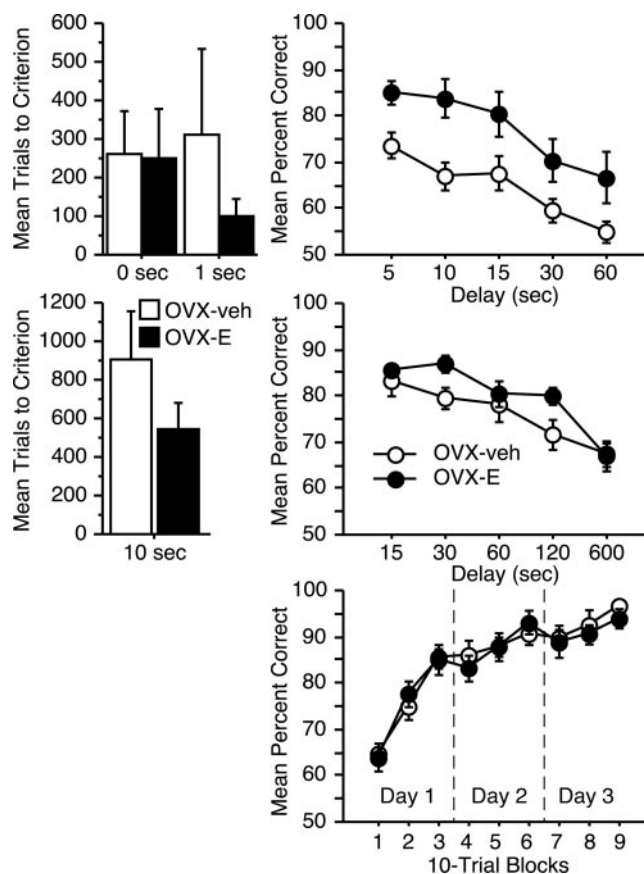 600
500
400
300
200
100
0
Mean Trials to Criterion
0 sec 1 sec
100
90
80
70
60
50
Mean Percent Correct
5 10 15 30 60
Delay (sec)
1200
1000
800
600
400
200
0
Mean Trials to Criterion
OVX-veh
OVX-E
10 sec
100
90
80
70
60
50
Mean Percent Correct
OVX-veh
OVX-E
15 30 60 120 600
Delay (sec)
100
90
80
70
60
50
Mean Percent Correct
Day 1 Day 2 Day 3
1 2 3 4 5 6 7 8 9
10-Trial Blocks